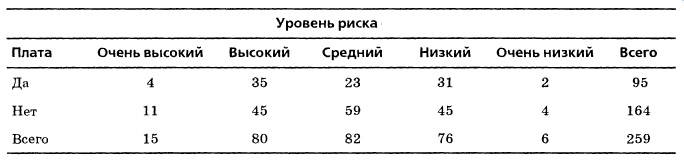 Уровень риска
Плата Очень высокий Высокий Средний Низкий Очень низкий Всего
Да 4 35 23 31 2 95
Нет 11 45 59 45 4 164
Всего 15 80 82 76 6 259